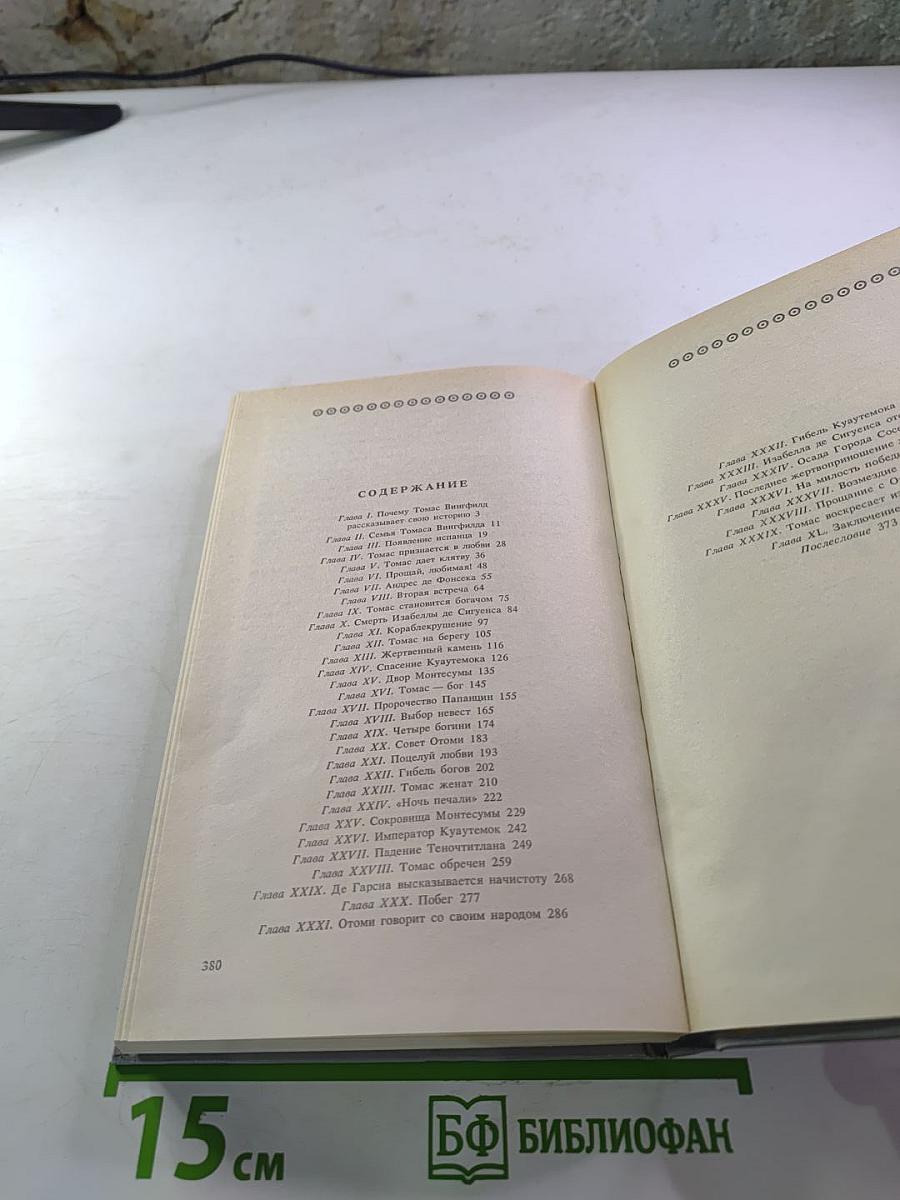 СОДЕРЖАНИЕ
Глава I. Почему Томас Вингфилд
рассказывает свою историю 3
Глава II. Семья Томаса Вингфилда 11
Глава III. Появление испанца 19
Глава IV. Томас признается в любви 28
Глава V. Томас дает клятву 36
Глава VI. Прощай, любимая! 48
Глава VII. Андрес де Фонсека 55
Глава VIII. Вторая встреча 64
Глава IX. Томас становится богачом 75
Глава X. Смерть Изабеллы де Сигуенса 84
Глава XI. Кораблекрушение 97
Глава XII. Томас на берегу 105
Глава XIII. Жертвенный камень 116
Глава XIV. Спасение Куаутемока 126
Глава XV. Двор Монтесумы 135
Глава XVI. Томас — бог 145
Глава XVII. Пророчество Папанцин 155
Глава XVIII. Выбор невест 165
Глава XIX. Четыре богини 174
Глава XX. Совет Отоми 183
Глава XXI. Поцелуй любви 193
Глава XXII. Гибель богов 202
Глава XXIII. Томас женат 210
Глава XXIV. «Ночь печали» 222
Глава XXV. Сокровища Монтесумы 229
Глава XXVI. Император Куаутемок 242
Глава XXVII. Падение Теночтитлана 249
Глава XXVIII. Томас обречен 259
Глава XXIX. Де Гарсиа высказывается начистоту 268
Глава XXX. Побег 277
Глава XXXI. Отоми говорит со своим народом 286
380
Глава XXXII. Гибель Куаутемока
Глава XXXIII. Изабелла де Сигуенса
Глава XXXIV. Осада Города
Глава XXXV. Последнее жертвоприношение
Глава XXXVI. На милость
Глава XXXVII. Возмездие
Глава XXXVIII. Прощание с
Глава XXXIX. Томас воскресает
Глава XL. Заключение
Послесловие 373
15 см
БФ БИБЛИОФАН